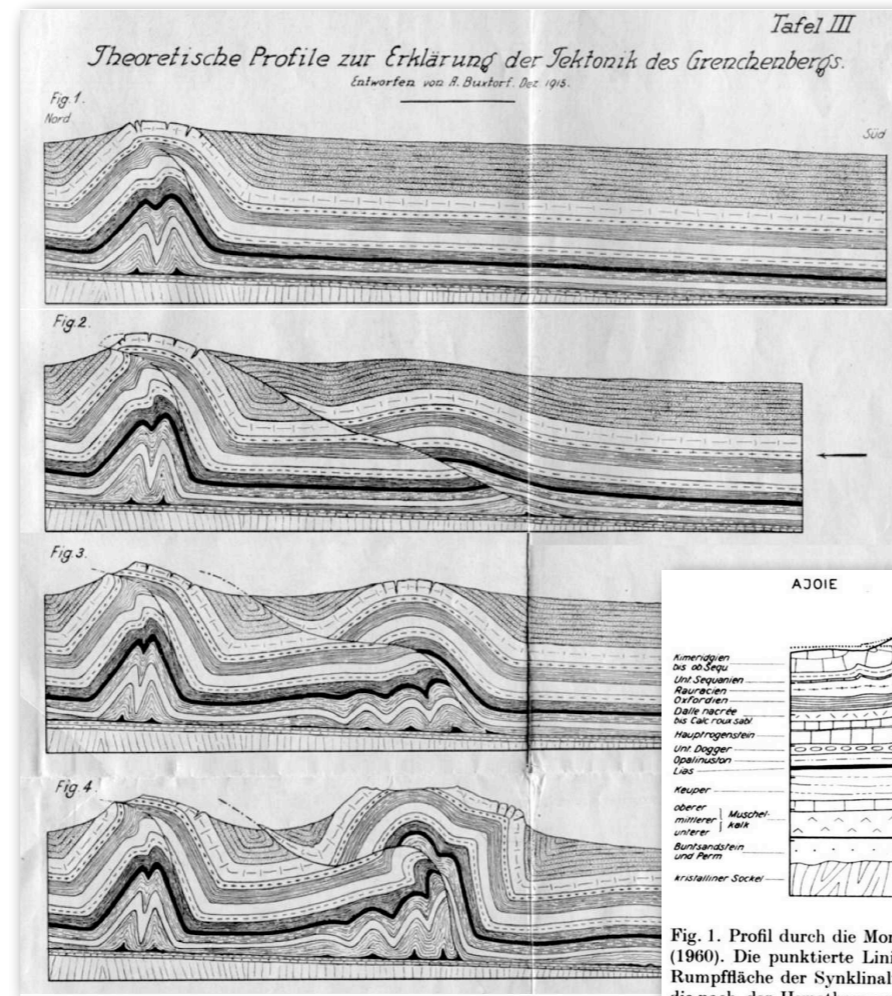 Tafel III
Theoretische Profile zur Erklärung der Tektonik des Grenchenbergs.
Entworfen von A. Buxtorf. Dez. 1915.
Fig. 1.
Nord
Süd
Fig. 2.
Fig. 3.
Fig. 4.
AJOIE
Kimeridgien
bis ob Sequ
Unt. Sequanien
Rauracien
Oxfordien
Dalle nacrée
bis Calc roux sabl.
Hauptrogenstein
Unt. Dogger
Opalinuston
Lias
Keuper
oberer
mittlerer Muschel-
unterer kalk
Buntsandstein
und Perm
kristalliner Sockel
Fig. 1. Profil durch die Mon
(1960). Die punktierte Lini
Rumpffläche der Synklinal